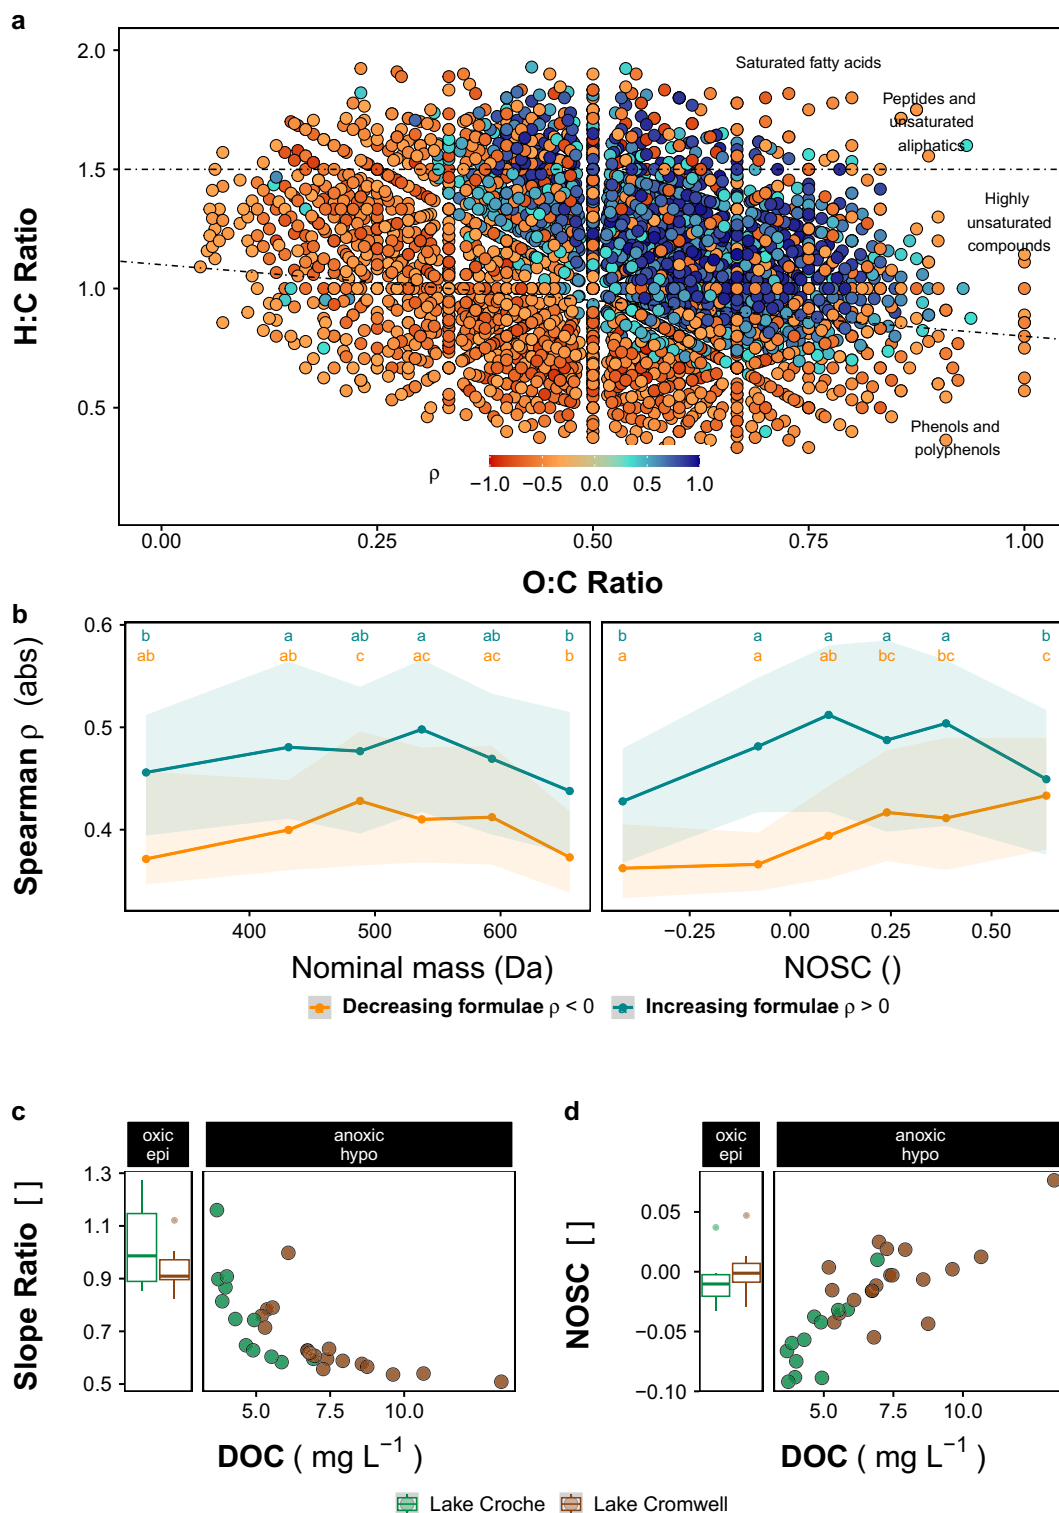 a
2.0
1.5
1.0
0.5
H:C Ratio
Saturated fatty acids
Peptides and
unsaturated
aliphatics
Highly
unsaturated
compounds
Phenols and
polyphenols
ρ
−1.0 −0.5 0.0 0.5 1.0
0.00 0.25 0.50 0.75 1.00
O:C Ratio
b
0.6
0.5
0.4
Spearman ρ (abs)
b a ab a ab b
ab ab c ac ac b
b a a a a b
a a ab bc bc c
400 500 600
−0.25 0.00 0.25 0.50
Nominal mass (Da)
NOSC ()
Decreasing formulae ρ < 0
Increasing formulae ρ > 0
c
oxic
epi
anoxic
hypo
1.3
1.1
0.9
0.7
0.5
Slope Ratio [ ]
5.0 7.5 10.0
DOC ( mg L⁻¹ )
d
oxic
epi
anoxic
hypo
0.05
0.00
−0.05
−0.10
NOSC [ ]
5.0 7.5 10.0
DOC ( mg L⁻¹ )
Lake Croche
Lake Cromwell